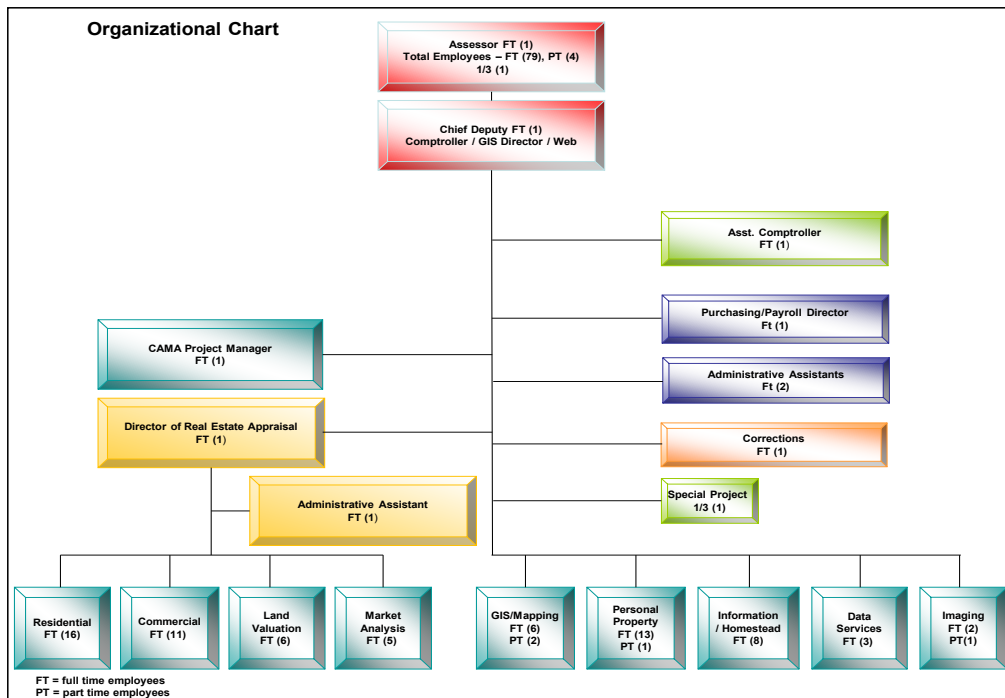 Organizational Chart
Assessor FT (1)
Total Employees – FT (79), PT (4)
1/3 (1)
Chief Deputy FT (1)
Comptroller / GIS Director / Web
Asst. Comptroller
FT (1)
Purchasing/Payroll Director
Ft (1)
CAMA Project Manager
FT (1)
Administrative Assistants
Ft (2)
Director of Real Estate Appraisal
FT (1)
Corrections
FT (1)
Administrative Assistant
FT (1)
Special Project
1/3 (1)
Residential
FT (16)
Commercial
FT (11)
Land
Valuation
FT (6)
Market
Analysis
FT (5)
GIS/Mapping
FT (6)
PT (2)
Personal
Property
FT (13)
PT (1)
Information
/ Homestead
FT (8)
Data
Services
FT (3)
Imaging
FT (2)
PT(1)
FT = full time employees
PT = part time employees